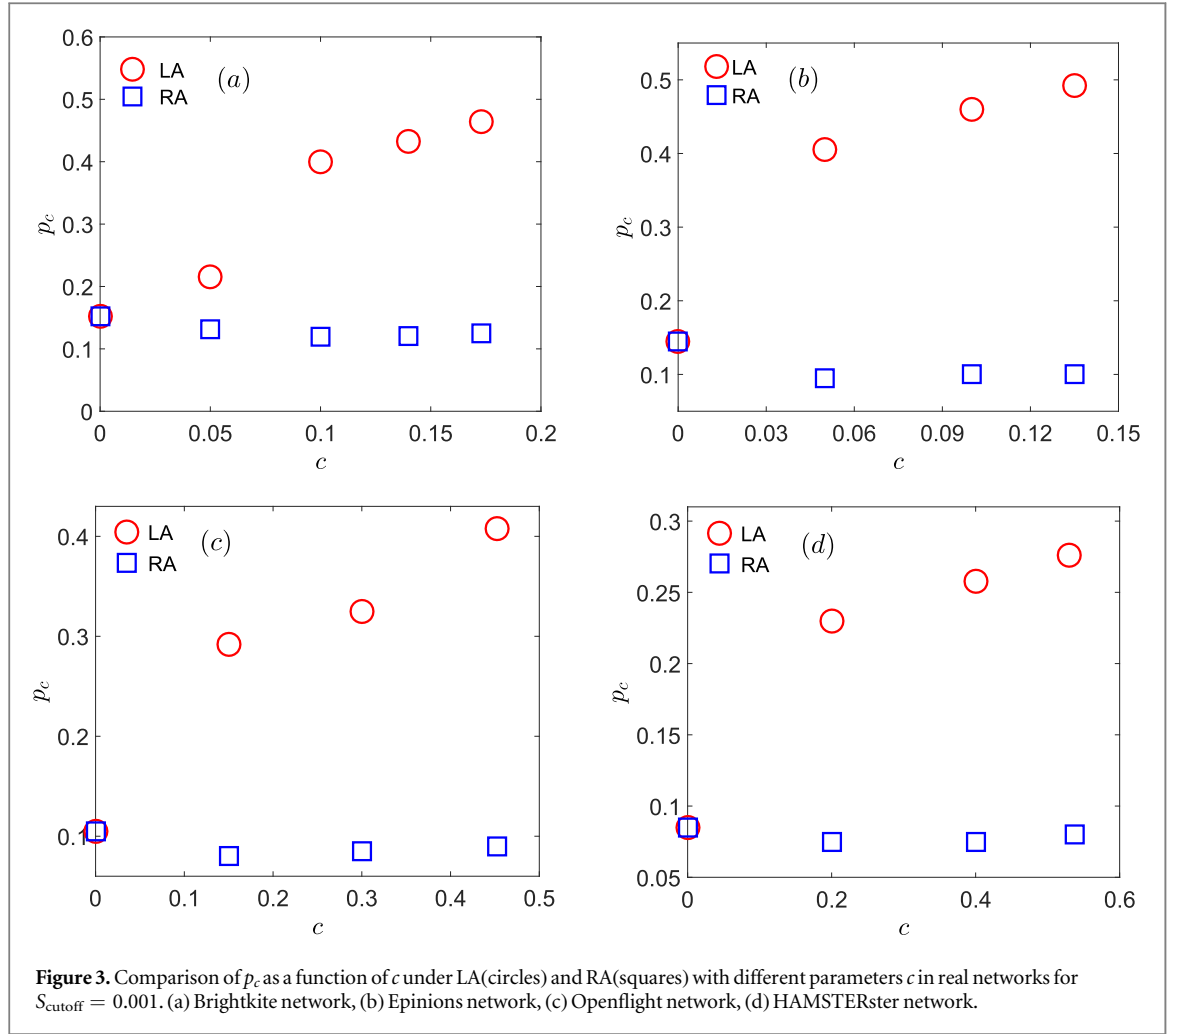 0.6
0.5
0.4
0.3
0.2
0.1
0
p_c
LA
RA
(a)
0 0.05 0.1 0.15 0.2
c
0.5
0.4
0.3
0.2
0.1
p_c
LA
RA
(b)
0 0.03 0.06 0.09 0.12 0.15
c
0.4
0.3
0.2
0.1
p_c
LA
RA
(c)
0 0.1 0.2 0.3 0.4 0.5
c
0.3
0.25
0.2
0.15
0.1
0.05
p_c
LA
RA
(d)
0 0.2 0.4 0.6
c
Figure 3. Comparison of p_c as a function of c under LA(circles) and RA(squares) with different parameters c in real networks for
S_cutoff = 0.001. (a) Brightkite network, (b) Epinions network, (c) Openflight network, (d) HAMSTERster network.